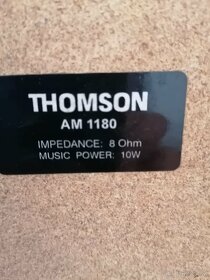 THOMSON
AM 1180
IMPEDANCE: 8 Ohm
MUSIC POWER: 10W